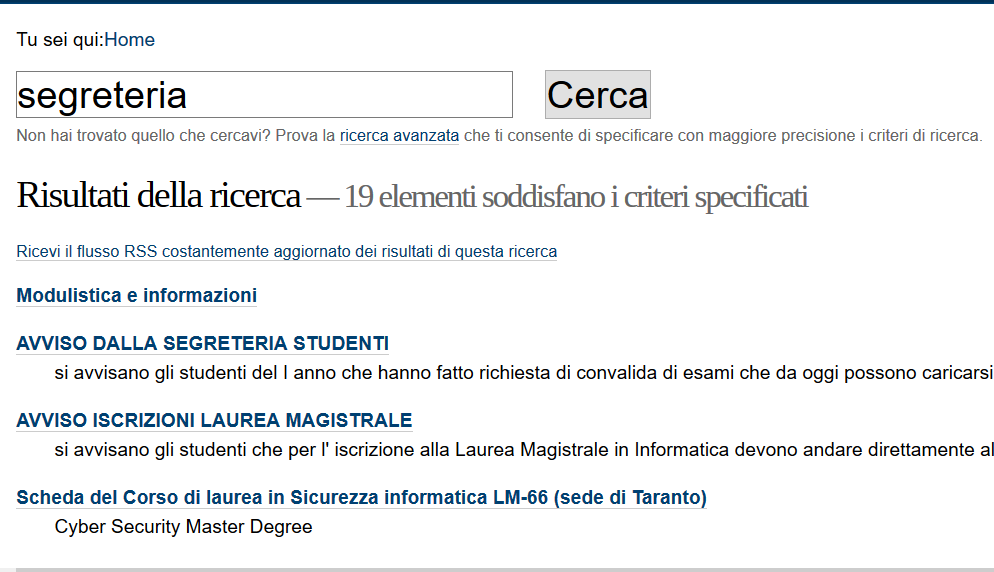 Tu sei qui:Home
segreteria Cerca
Non hai trovato quello che cercavi? Prova la ricerca avanzata che ti consente di specificare con maggiore precisione i criteri di ricerca.
Risultati della ricerca — 19 elementi soddisfano i criteri specificati
Ricevi il flusso RSS costantemente aggiornato dei risultati di questa ricerca
Modulistica e informazioni
AVVISO DALLA SEGRETERIA STUDENTI
si avvisano gli studenti del I anno che hanno fatto richiesta di convalida di esami che da oggi possono caricarsi
AVVISO ISCRIZIONI LAUREA MAGISTRALE
si avvisano gli studenti che per l' iscrizione alla Laurea Magistrale in Informatica devono andare direttamente al
Scheda del Corso di laurea in Sicurezza informatica LM-66 (sede di Taranto)
Cyber Security Master Degree